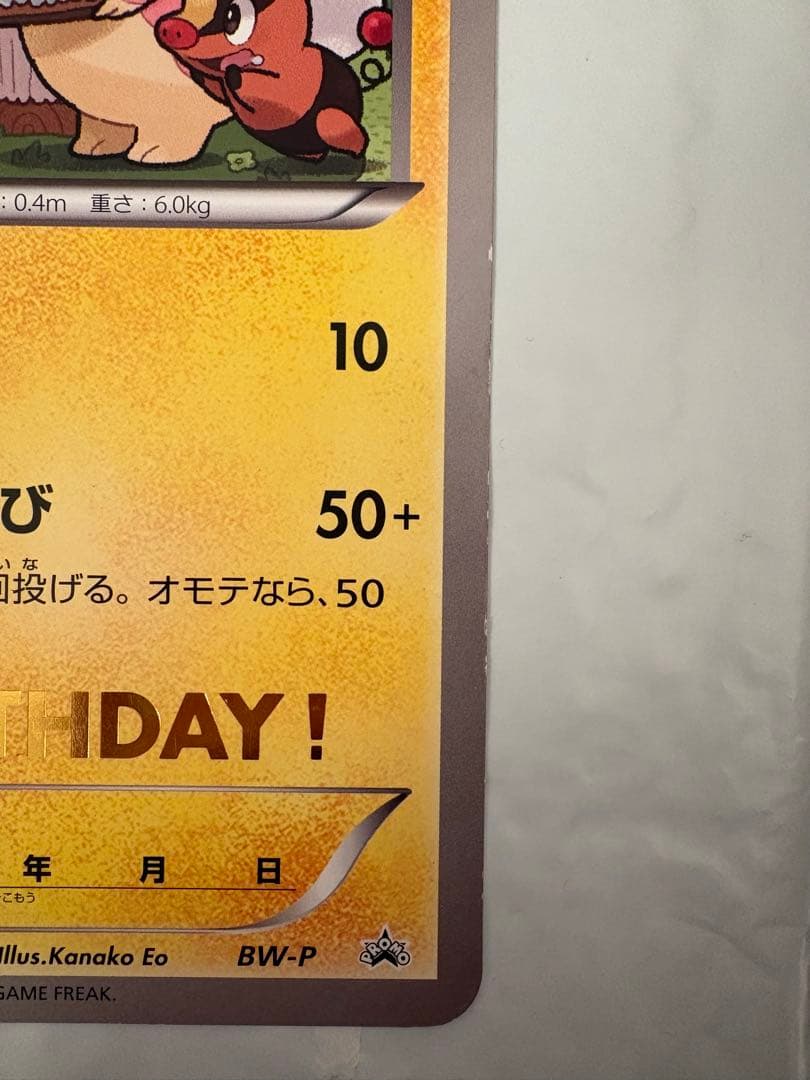 : 0.4m 重さ : 6.0kg
10
び 50+
いな
回投げる。オモテなら、50
THDAY !
年 月 日
こもう
Illus.Kanako Eo BW-P PROMO
GAME FREAK.